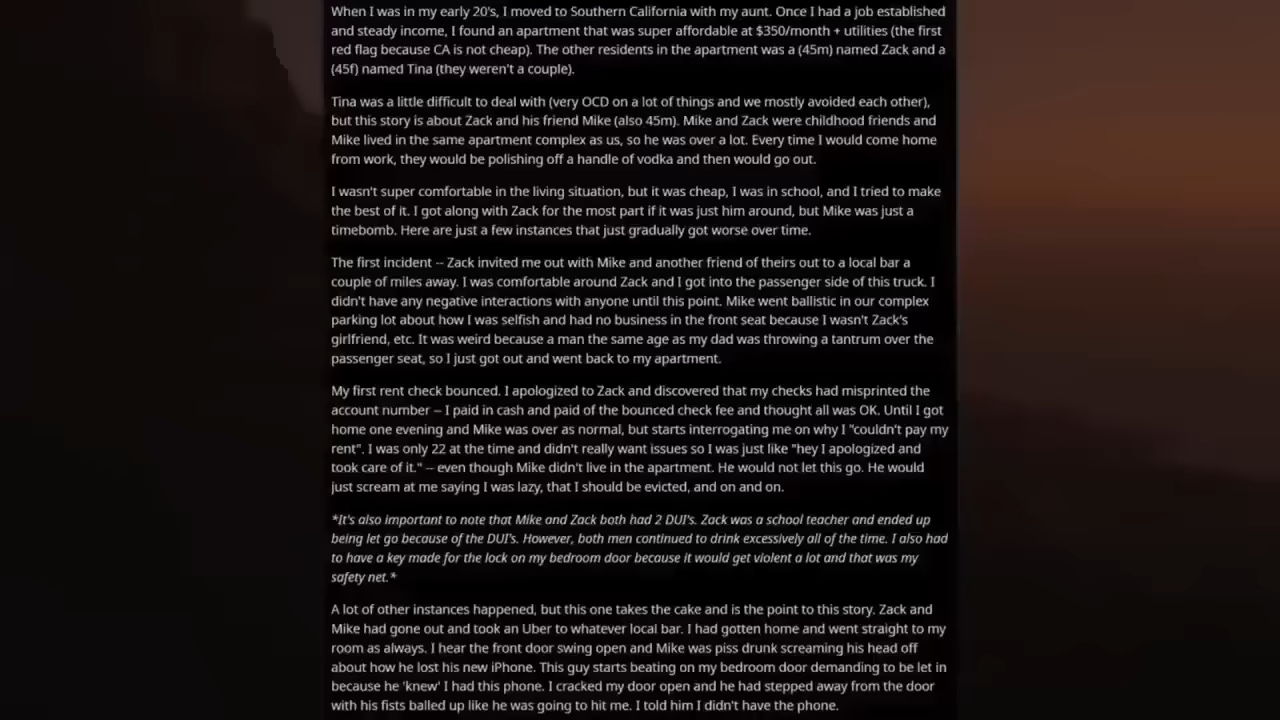 When I was in my early 20's, I moved to Southern California with my aunt. Once I had a job established
and steady income, I found an apartment that was super affordable at $350/month + utilities (the first
red flag because CA is not cheap). The other residents in the apartment was a (45m) named Zack and a
(45f) named Tina (they weren't a couple).
Tina was a little difficult to deal with (very OCD on a lot of things and we mostly avoided each other),
but this story is about Zack and his friend Mike (also 45m). Mike and Zack were childhood friends and
Mike lived in the same apartment complex as us, so he was over a lot. Every time I would come home
from work, they would be polishing off a handle of vodka and then would go out.
I wasn't super comfortable in the living situation, but it was cheap, I was in school, and I tried to make
the best of it. I got along with Zack for the most part if it was just him around, but Mike was just a
timebomb. Here are just a few instances that just gradually got worse over time.
The first incident -- Zack invited me out with Mike and another friend of theirs out to a local bar a
couple of miles away. I was comfortable around Zack and I got into the passenger side of this truck. I
didn't have any negative interactions with anyone until this point. Mike went ballistic in our complex
parking lot about how I was selfish and had no business in the front seat because I wasn't Zack's
girlfriend, etc. It was weird because a man the same age as my dad was throwing a tantrum over the
passenger seat, so I just got out and went back to my apartment.
My first rent check bounced. I apologized to Zack and discovered that my checks had misprinted the
account number – I paid in cash and paid of the bounced check fee and thought all was OK. Until I got
home one evening and Mike was over as normal, but starts interrogating me on why I "couldn't pay my
rent". I was only 22 at the time and didn't really want issues so I was just like "hey I apologized and
took care of it." -- even though Mike didn't live in the apartment. He would not let this go. He would
just scream at me saying I was lazy, that I should be evicted, and on and on.
*It's also important to note that Mike and Zack both had 2 DUI's. Zack was a school teacher and ended up
being let go because of the DUI's. However, both men continued to drink excessively all of the time. I also had
to have a key made for the lock on my bedroom door because it would get violent a lot and that was my
safety net.*
A lot of other instances happened, but this one takes the cake and is the point to this story. Zack and
Mike had gone out and took an Uber to whatever local bar. I had gotten home and went straight to my
room as always. I hear the front door swing open and Mike was piss drunk screaming his head off
about how he lost his new iPhone. This guy starts beating on my bedroom door demanding to be let in
because he 'knew' I had this phone. I cracked my door open and he had stepped away from the door
with his fists balled up like he was going to hit me. I told him I didn't have the phone.